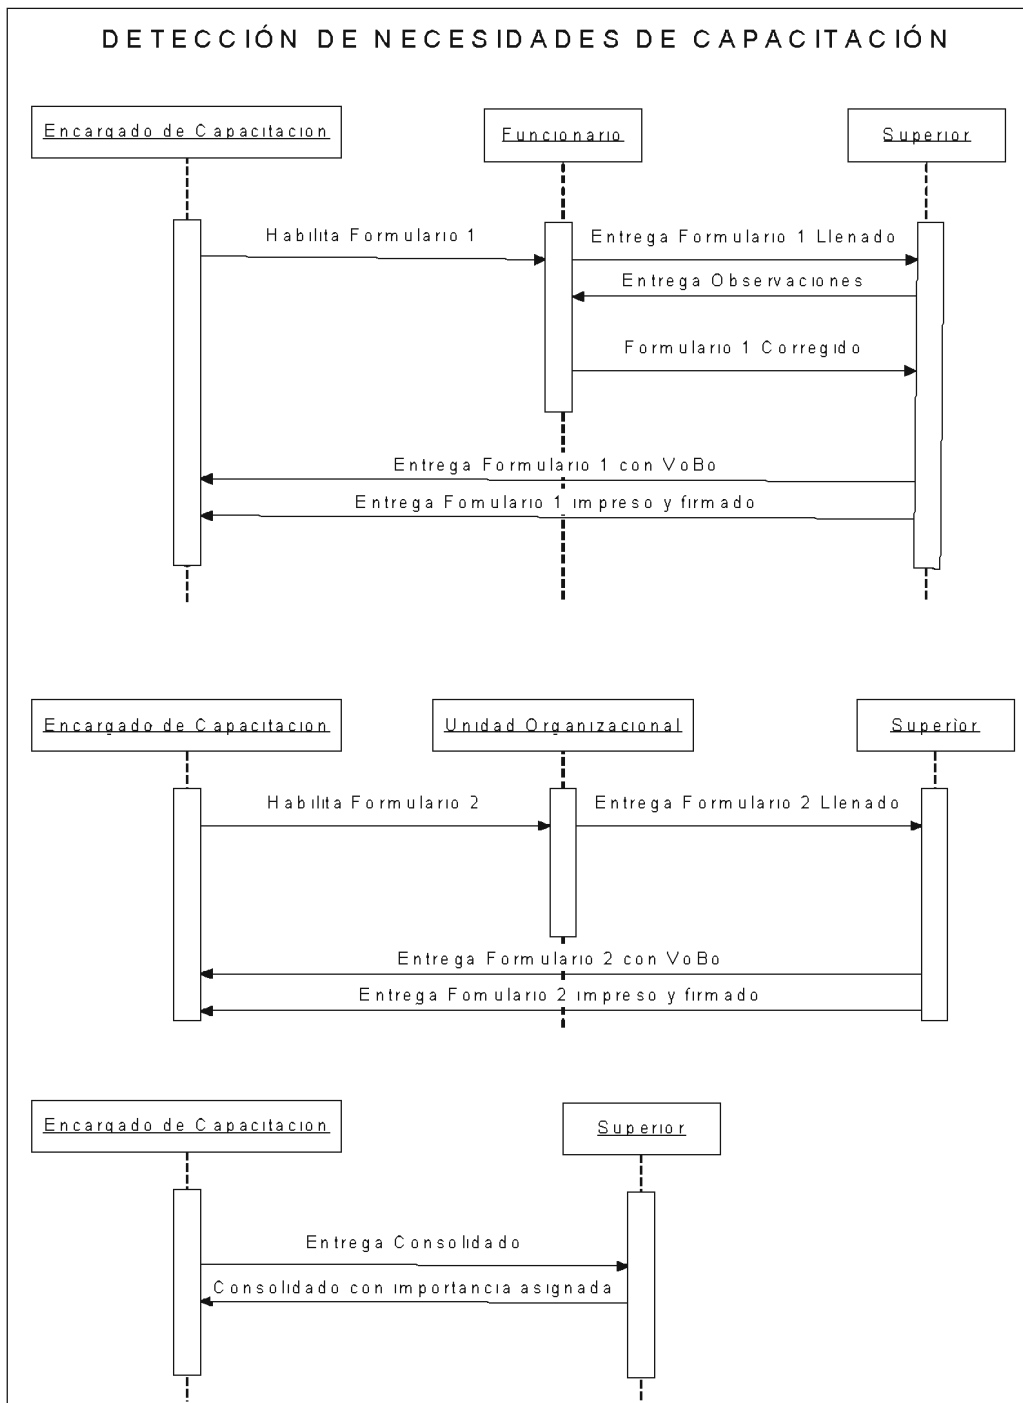 DETECCIÓN DE NECESIDADES DE CAPACITACIÓN
Encargado de Capacitacion
Funcionario
Superior
Habilita Formulario 1
Entrega Formulario 1 Llenado
Entrega Observaciones
Formulario 1 Corregido
Entrega Formulario 1 con VoBo
Entrega Fomulario 1 impreso y firmado
Encargado de Capacitacion
Unidad Organizacional
Superior
Habilita Formulario 2
Entrega Formulario 2 Llenado
Entrega Formulario 2 con VoBo
Entrega Fomulario 2 impreso y firmado
Encargado de Capacitacion
Superior
Entrega Consolidado
Consolidado con importancia asignada